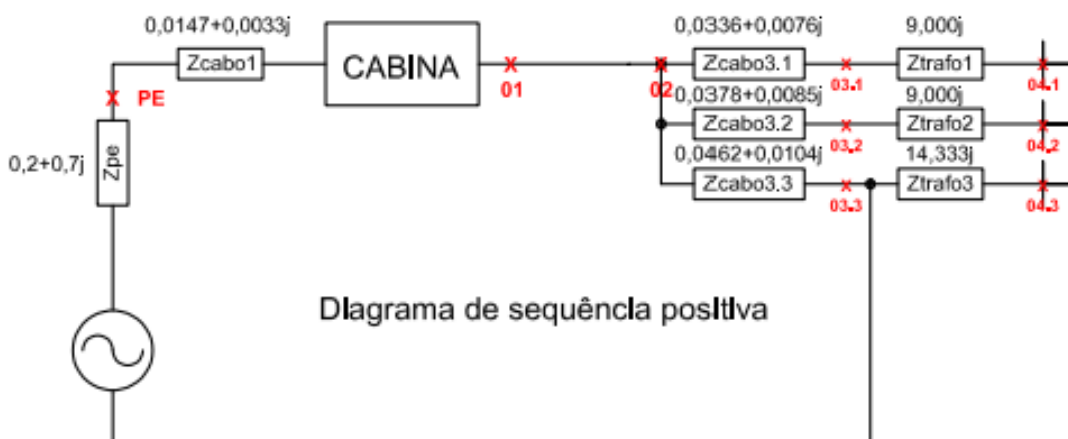 0,0147+0,0033j
Zcabo1
CABINA
01
02
PE
0,2+0,7j
Zpe
0,0336+0,0076j
Zcabo3.1
03.1
9,000j
Ztrafo1
04.1
0,0378+0,0085j
Zcabo3.2
03.2
9,000j
Ztrafo2
04.2
0,0462+0,0104j
Zcabo3.3
03.3
14,333j
Ztrafo3
04.3
Diagrama de sequência positiva